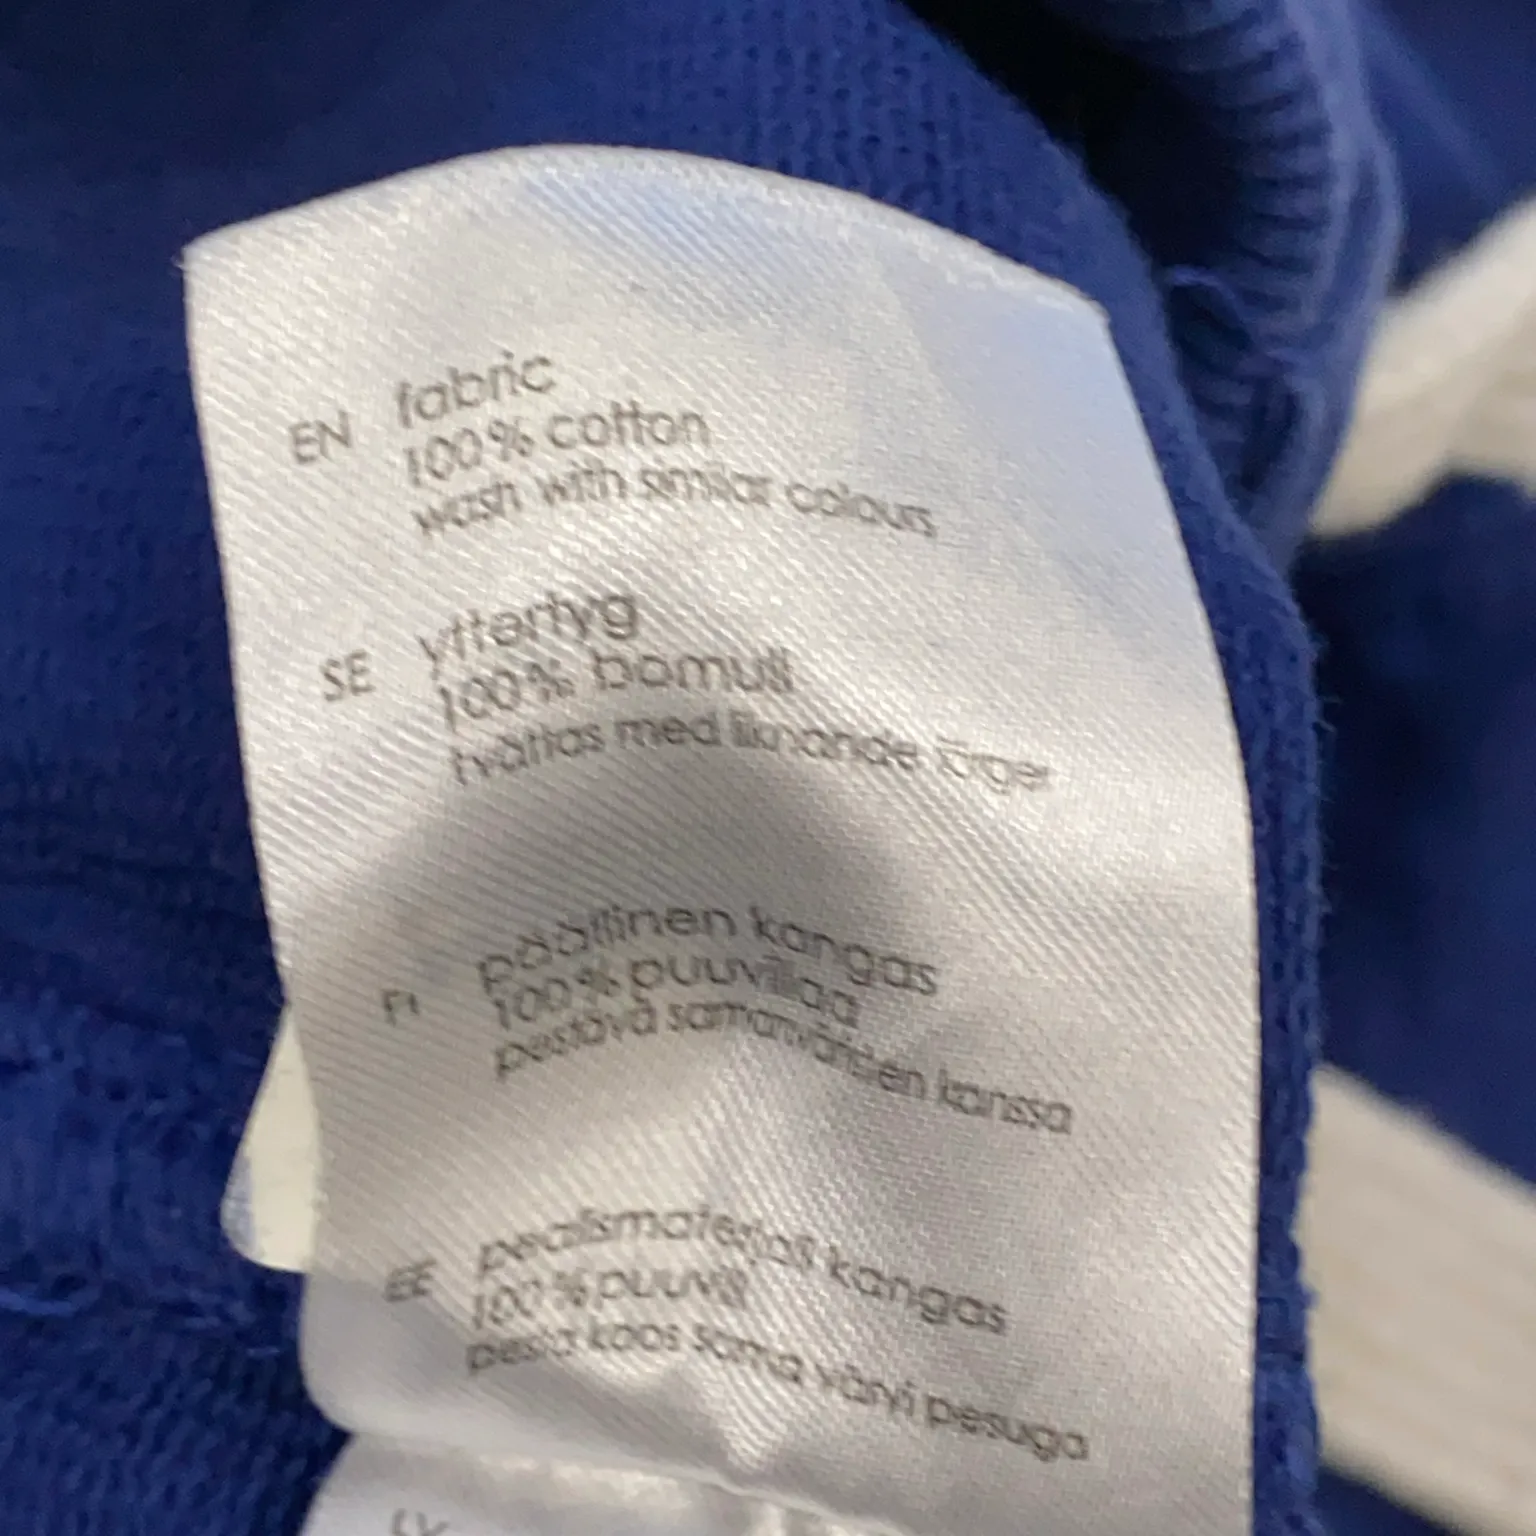 EN fabric
100% cotton
wash with similar colours
SE yttertyg
100% bomull
tvättas med liknande färger
FI päällinen kangas
100% puuvillaa
pestävä samanväristen kanssa
EE pealismaterjali kangas
100% puuvill
pesta koos sama värvi pesuga